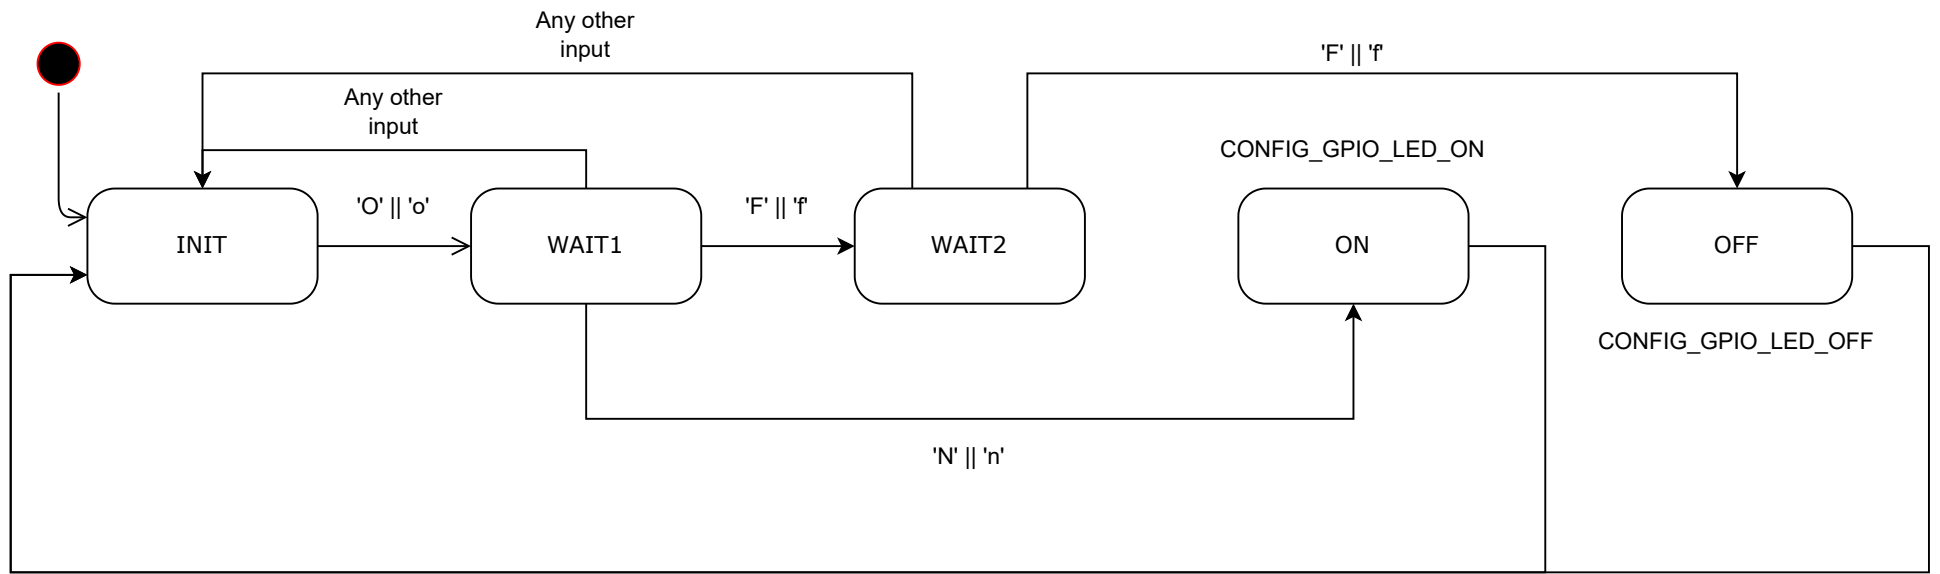 Any other
input
'F' || 'f'
Any other
input
CONFIG_GPIO_LED_ON
'O' || 'o'
'F' || 'f'
INIT
WAIT1
WAIT2
ON
OFF
CONFIG_GPIO_LED_OFF
'N' || 'n'